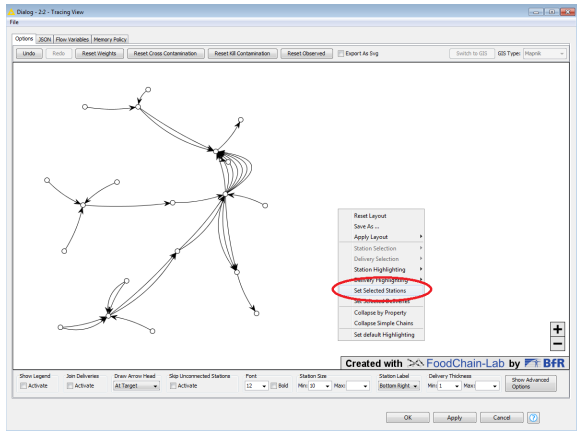 Dialog - 2:2 - Tracing View
File
Options JSON Flow Variables Memory Policy
Undo Redo Reset Weights Reset Cross Contamination Reset Kill Contamination Reset Observed Export As Svg Switch to GIS GIS Type: Mapnik
Reset Layout
Save As ...
Apply Layout
Station Selection
Delivery Selection
Station Highlighting
Delivery Highlighting
Set Selected Stations
Set Selected Deliveries
Collapse by Property
Collapse Simple Chains
Set default Highlighting
+
−
Created with FoodChain-Lab by BfR
Show Legend Join Deliveries Draw Arrow Head Skip Unconnected Stations Font Station Size Station Label Delivery Thickness
Activate Activate At Target Activate 12 Bold Min: 10 Max: Bottom Right Min: 1 Max: Show Advanced Options
OK Apply Cancel ?